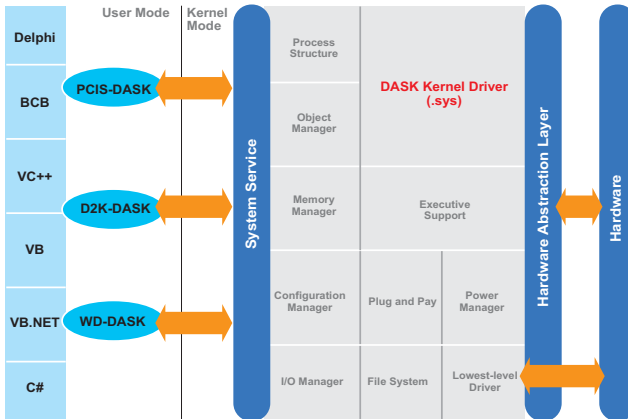 User Mode
Kernel
Mode
Delphi
BCB
VC++
VB
VB.NET
C#
PCIS-DASK
D2K-DASK
WD-DASK
System Service
Process
Structure
DASK Kernel Driver
(.sys)
Object
Manager
Memory
Manager
Executive
Support
Configuration
Manager
Plug and Pay
Power
Manager
I/O Manager
File System
Lowest-level
Driver
Hardware Abstraction Layer
Hardware